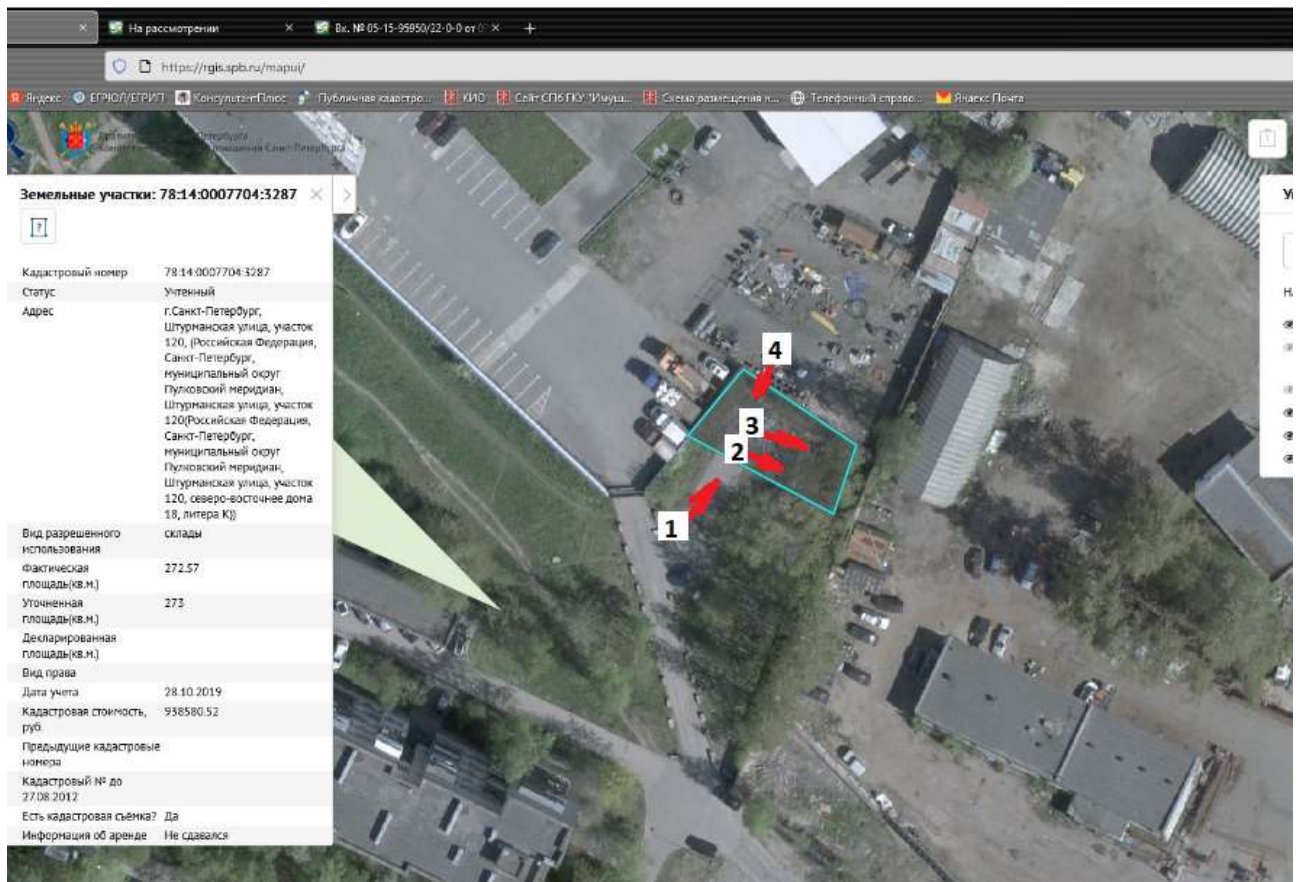 На рассмотрении
Вх. № 05-15-95950/22-0-0 от
https://rgis.spb.ru/mapui/
Яндекс
ЕГРЮЛ/ЕГРИП
КонсультантПлюс
Публичная кадастро...
КИО
Сайт СПб ГКУ "Имущ...
Схема размещения н...
Телефонный справо...
Яндекс Почта
Земельные участки: 78:14:0007704:3287
Кадастровый номер 78:14:0007704:3287
Статус Учтенный
Адрес г.Санкт-Петербург,
Штурманская улица, участок
120, (Российская Федерация,
Санкт-Петербург,
муниципальный округ
Пулковский меридиан,
Штурманская улица, участок
120(Российская Федерация,
Санкт-Петербург,
муниципальный округ
Пулковский меридиан,
Штурманская улица, участок
120, северо-восточнее дома
18, литера К))
Вид разрешенного склады
использования
Фактическая 272.57
площадь(кв.м.)
Уточненная 273
площадь(кв.м.)
Декларированная
площадь(кв.м.)
Вид права
Дата учета 28.10.2019
Кадастровая стоимость, 938580.52
руб.
Предыдущие кадастровые
номера
Кадастровый № до
27.08.2012
Есть кадастровая съёмка? Да
Информация об аренде Не сдавался
4
3
2
1